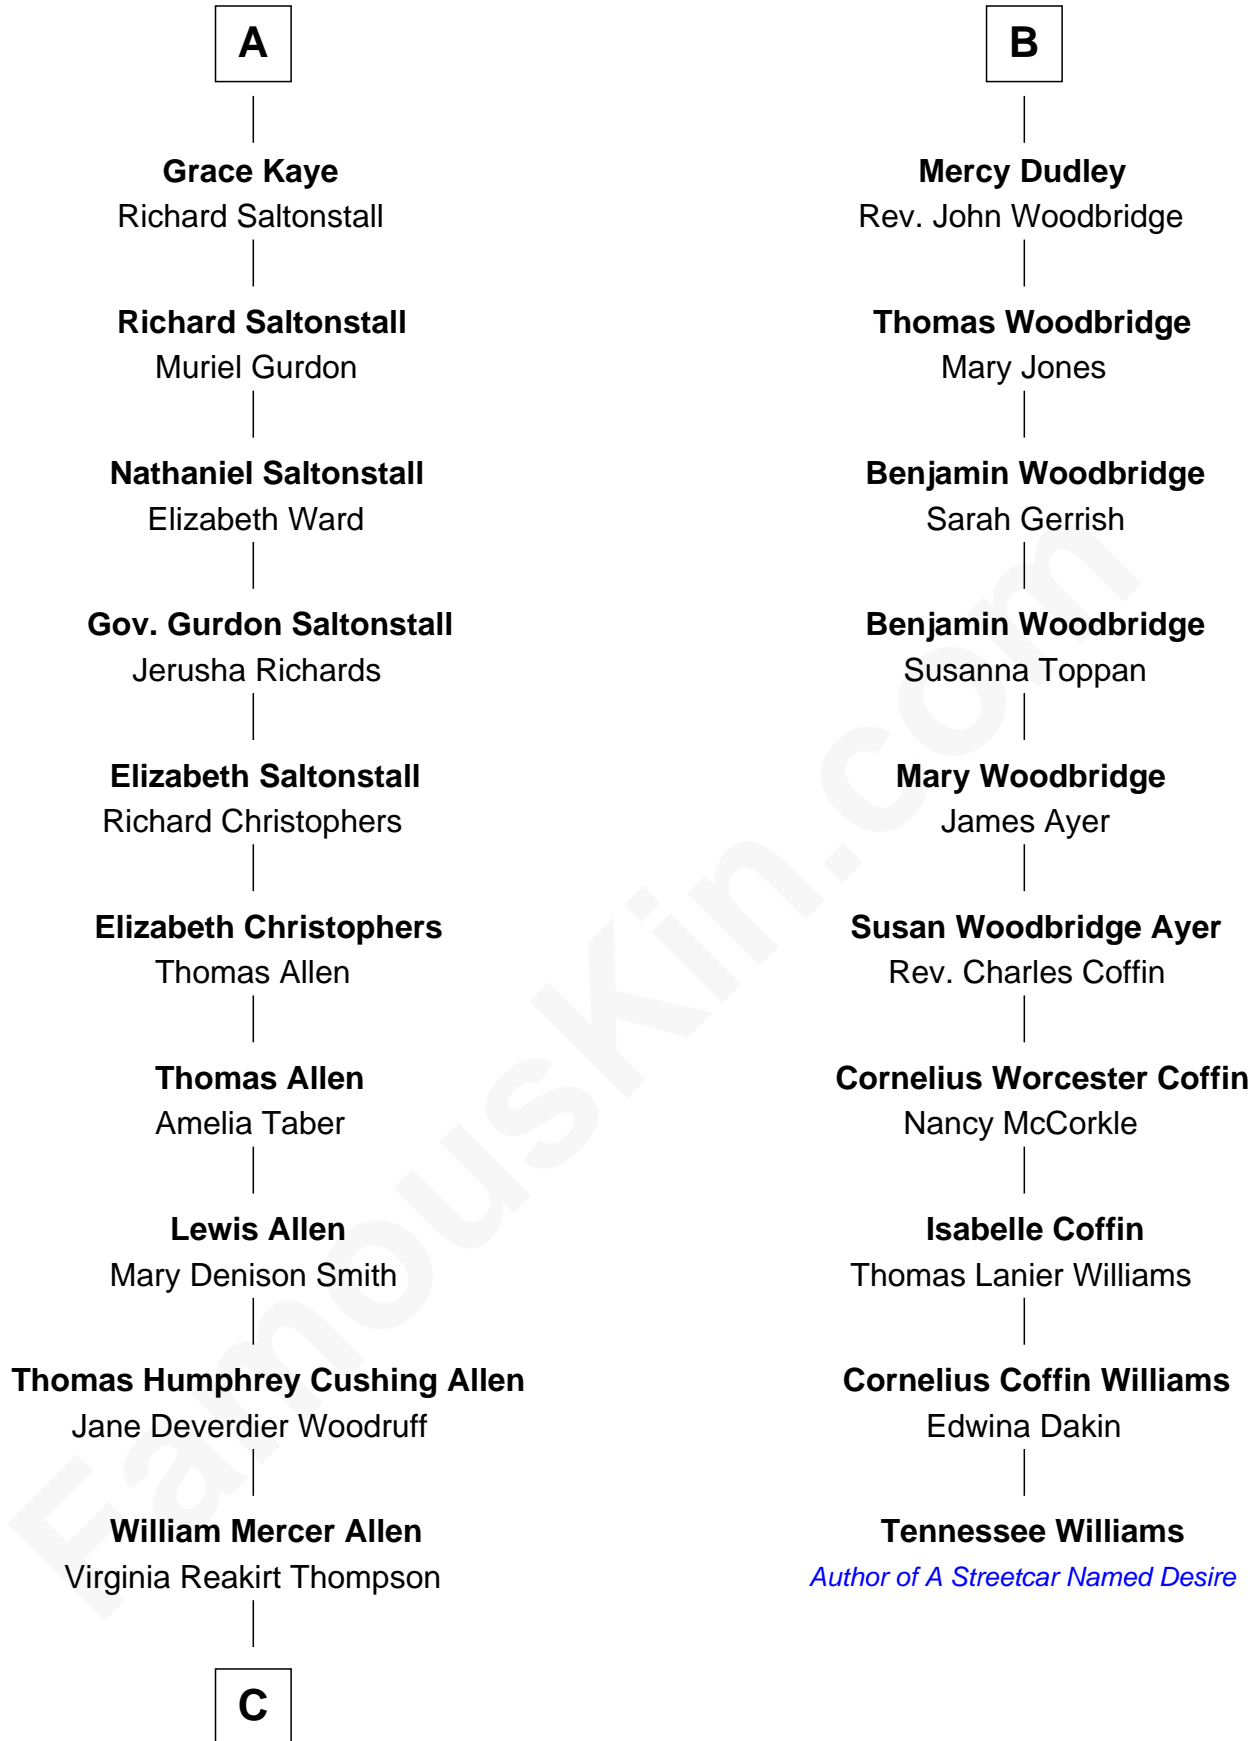 A
Grace Kaye
Richard Saltonstall
Richard Saltonstall
Muriel Gurdon
Nathaniel Saltonstall
Elizabeth Ward
Gov. Gurdon Saltonstall
Jerusha Richards
Elizabeth Saltonstall
Richard Christophers
Elizabeth Christophers
Thomas Allen
Thomas Allen
Amelia Taber
Lewis Allen
Mary Denison Smith
Thomas Humphrey Cushing Allen
Jane Deverdier Woodruff
William Mercer Allen
Virginia Reakirt Thompson
C
B
Mercy Dudley
Rev. John Woodbridge
Thomas Woodbridge
Mary Jones
Benjamin Woodbridge
Sarah Gerrish
Benjamin Woodbridge
Susanna Toppan
Mary Woodbridge
James Ayer
Susan Woodbridge Ayer
Rev. Charles Coffin
Cornelius Worcester Coffin
Nancy McCorkle
Isabelle Coffin
Thomas Lanier Williams
Cornelius Coffin Williams
Edwina Dakin
Tennessee Williams
Author of A Streetcar Named Desire
FamousKin.com